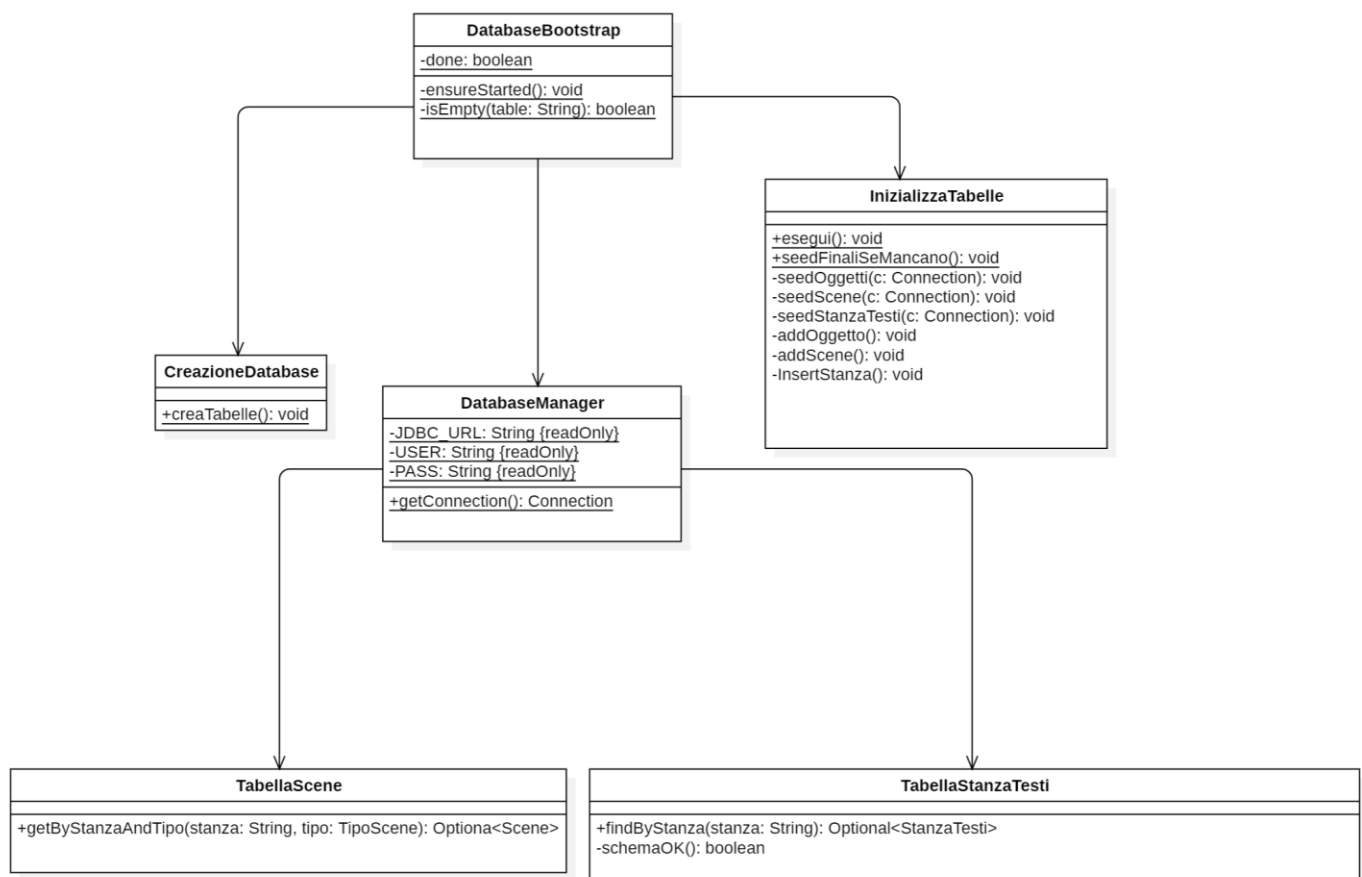 DatabaseBootstrap
-done: boolean
-ensureStarted(): void
-isEmpty(table: String): boolean
InizializzaTabelle
+esegui(): void
+seedFinaliSeMancano(): void
-seedOggetti(c: Connection): void
-seedScene(c: Connection): void
-seedStanzaTesti(c: Connection): void
-addOggetto(): void
-addScene(): void
-InsertStanza(): void
CreazioneDatabase
+creaTabelle(): void
DatabaseManager
-JDBC_URL: String {readOnly}
-USER: String {readOnly}
-PASS: String {readOnly}
+getConnection(): Connection
TabellaScene
+getByStanzaAndTipo(stanza: String, tipo: TipoScene): Optiona<Scene>
TabellaStanzaTesti
+findByStanza(stanza: String): Optional<StanzaTesti>
-schemaOK(): boolean